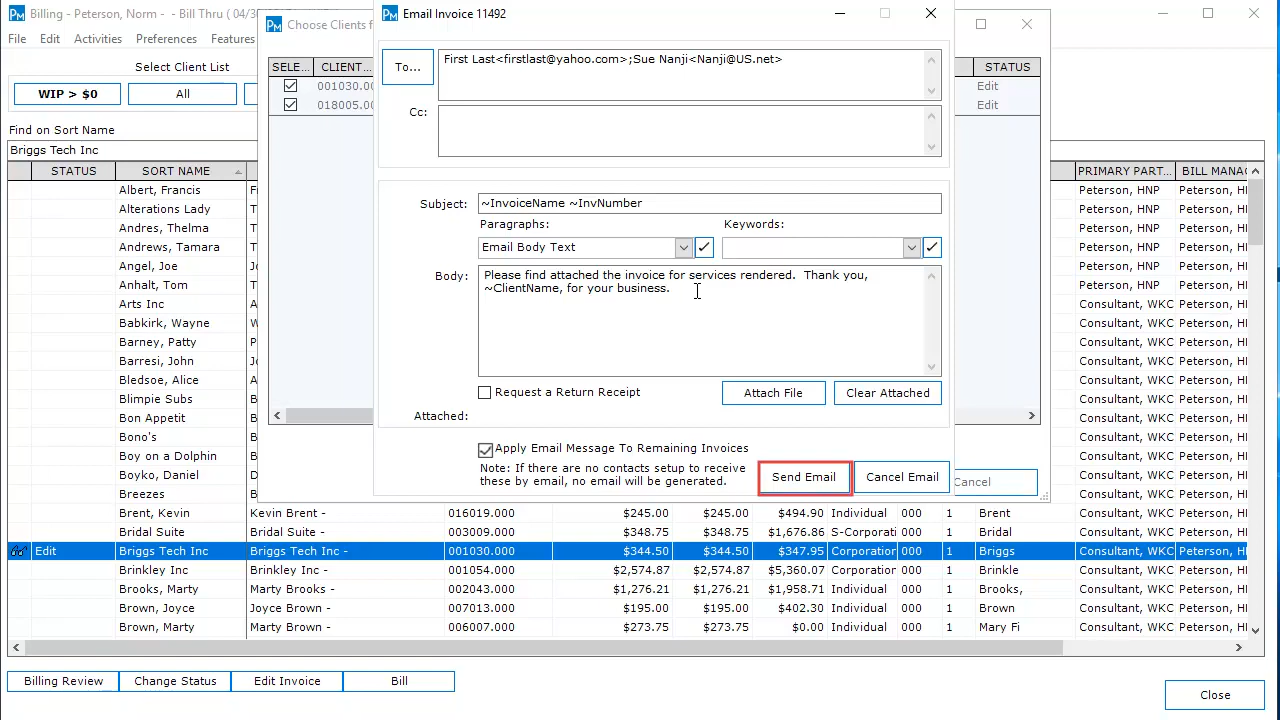 Billing - Peterson, Norm - - Bill Thru ( 04/30
File Edit Activities Preferences Features
Select Client List
WIP > $0 All
Find on Sort Name
Briggs Tech Inc
STATUS SORT NAME PRIMARY PART... BILL MANAG
Albert, Francis Peterson, HNP PETERSON, HI
Alterations Lady Peterson, HNP Peterson, HI
Andres, Thelma Peterson, HNP Peterson, HI
Andrews, Tamara Peterson, HNP Peterson, HI
Angel, Joe Peterson, HNP Peterson, HI
Anhalt, Tom Peterson, HNP Peterson, HI
Arts Inc Consultant, WKC Peterson, HI
Babkirk, Wayne Consultant, WKC Peterson, HI
Barney, Patty Consultant, WKC Peterson, HI
Barresi, John Consultant, WKC Peterson, HI
Bledsoe, Alice Consultant, WKC Peterson, HI
Blimpie Subs Consultant, WKC Peterson, HI
Bon Appetit Consultant, WKC Peterson, HI
Bono's Consultant, WKC Peterson, HI
Boy on a Dolphin Consultant, WKC Peterson, HI
Boyko, Daniel Consultant, WKC Peterson, HI
Breezes Consultant, WKC Peterson, HI
Brent, Kevin Kevin Brent - 016019.000 $245.00 $245.00 $494.90 Individual 000 1 Brent Consultant, WKC Peterson, HI
Bridal Suite Bridal Suite - 003009.000 $348.75 $348.75 $1,676.86 S-Corporati 000 1 Bridal Consultant, WKC Peterson, HI
Edit Briggs Tech Inc Briggs Tech Inc - 001030.000 $344.50 $344.50 $347.95 Corporation 000 1 Briggs Consultant, WKC Peterson, HI
Brinkley Inc Brinkley Inc - 001054.000 $2,574.87 $2,574.87 $5,360.07 Corporation 000 1 Brinkle Consultant, WKC Peterson, HI
Brooks, Marty Marty Brooks - 002043.000 $1,276.21 $1,276.21 $1,958.71 Individual 000 1 Brooks, Consultant, WKC Peterson, HI
Brown, Joyce Joyce Brown - 007013.000 $195.00 $195.00 $402.30 Individual 000 1 Brown Consultant, WKC Peterson, HI
Brown, Marty Marty Brown - 006007.000 $273.75 $273.75 $0.00 Individual 000 1 Mary Fi Consultant, WKC Peterson, HI
Billing Review Change Status Edit Invoice Bill
Close
Choose Clients f
SELE... CLIENT... STATUS
001030.00 Edit
018005.00 Edit
Cancel
Email Invoice 11492
To... First Last<firstlast@yahoo.com>;Sue Nanji<Nanji@US.net>
Cc:
Subject: ~InvoiceName ~InvNumber
Paragraphs: Keywords:
Email Body Text
Body: Please find attached the invoice for services rendered. Thank you,
~ClientName, for your business.
Request a Return Receipt Attach File Clear Attached
Attached:
Apply Email Message To Remaining Invoices
Note: If there are no contacts setup to receive
these by email, no email will be generated.
Send Email Cancel Email